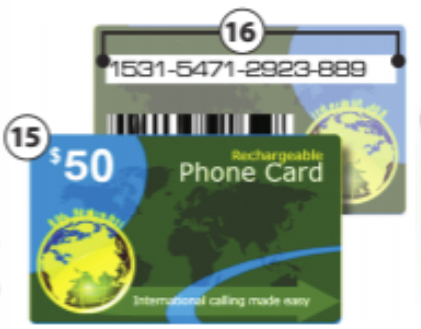 16
1531-5471-2923-889
15
$50
Rechargeable
Phone Card
International calling made easy